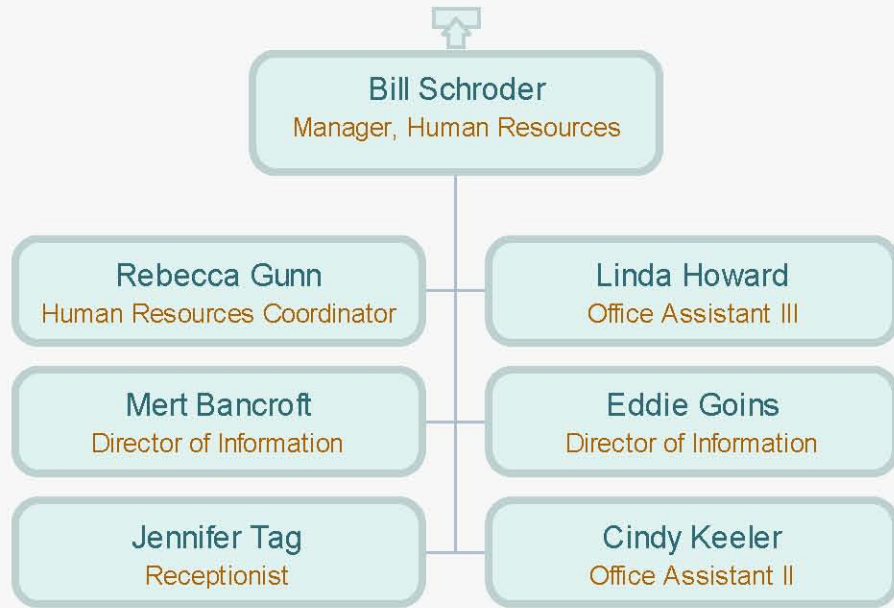 Bill Schroder
Manager, Human Resources
Rebecca Gunn
Human Resources Coordinator
Linda Howard
Office Assistant III
Mert Bancroft
Director of Information
Eddie Goins
Director of Information
Jennifer Tag
Receptionist
Cindy Keeler
Office Assistant II